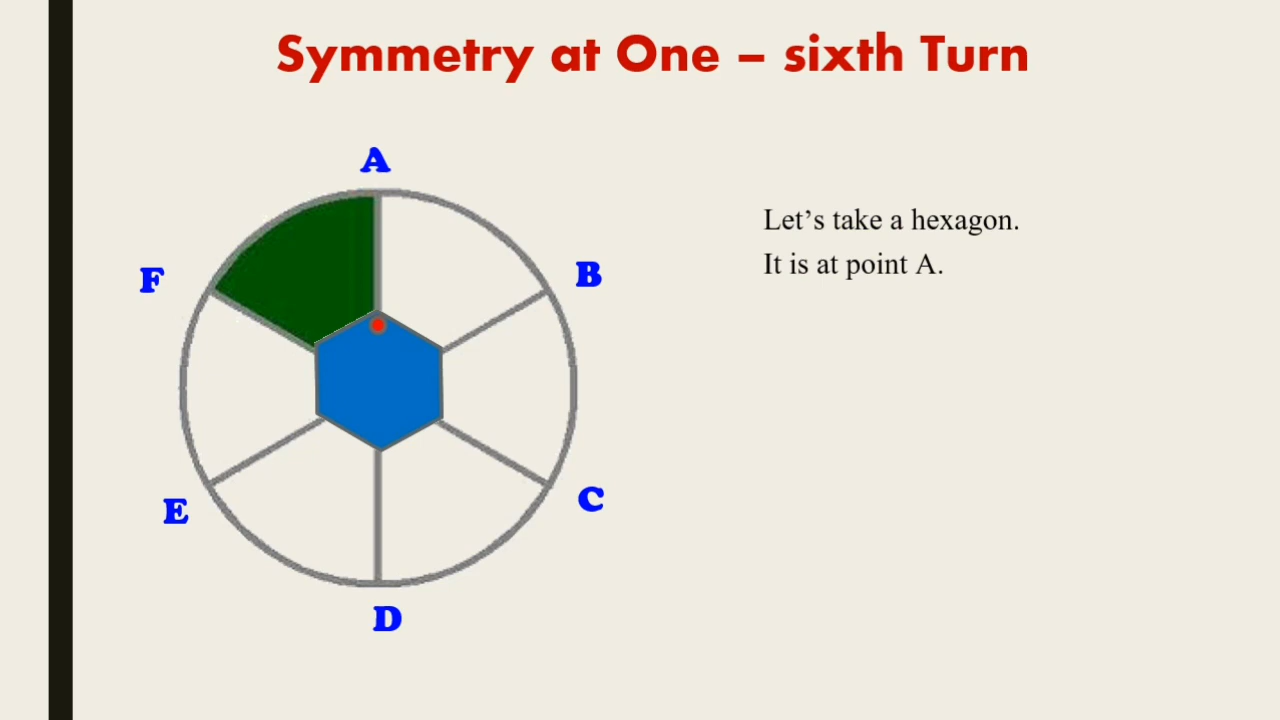 Symmetry at One – sixth Turn
A
B
F
C
E
D
Let’s take a hexagon.
It is at point A.